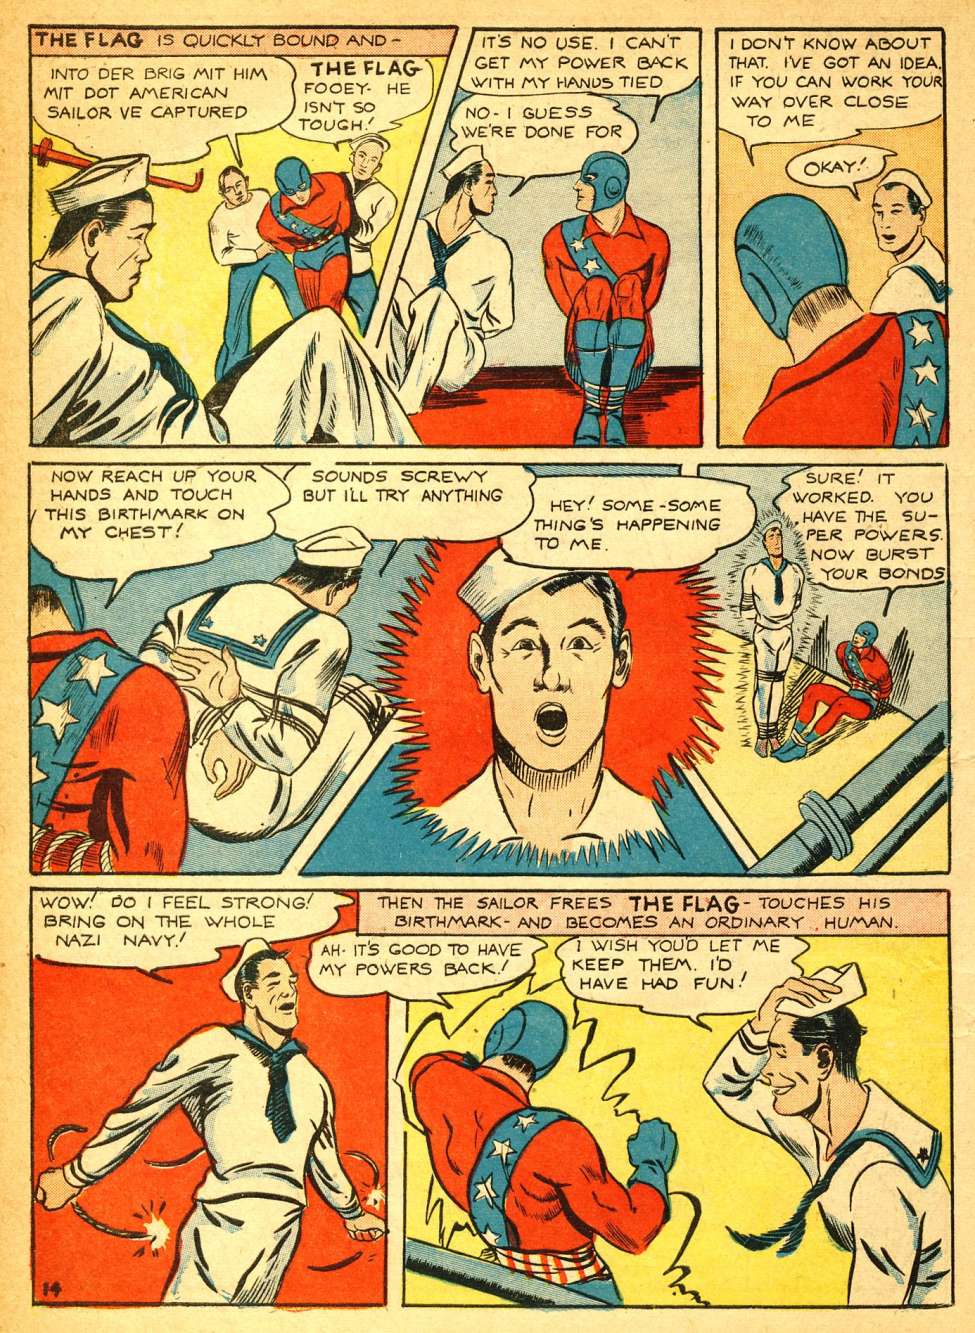 THE FLAG IS QUICKLY BOUND AND -
INTO DER BRIG MIT HIM
MIT DOT AMERICAN
SAILOR VE CAPTURED
THE FLAG
FOOEY- HE
ISN'T SO
TOUGH!
IT'S NO USE. I CAN'T
GET MY POWER BACK
WITH MY HANDS TIED
NO- I GUESS
WE'RE DONE FOR
I DON'T KNOW ABOUT
THAT. I'VE GOT AN IDEA.
IF YOU CAN WORK YOUR
WAY OVER CLOSE
TO ME
OKAY!
NOW REACH UP YOUR
HANDS AND TOUCH
THIS BIRTHMARK ON
MY CHEST!
SOUNDS SCREWY
BUT I'LL TRY ANYTHING
HEY! SOME-SOME
THING'S HAPPENING
TO ME.
SURE! IT
WORKED. YOU
HAVE THE SU-
PER POWERS.
NOW BURST
YOUR BONDS
WOW! DO I FEEL STRONG!
BRING ON THE WHOLE
NAZI NAVY!
THEN THE SAILOR FREES THE FLAG - TOUCHES HIS
BIRTHMARK - AND BECOMES AN ORDINARY HUMAN.
AH- IT'S GOOD TO HAVE
MY POWERS BACK!
I WISH YOU'D LET ME
KEEP THEM. I'D
HAVE HAD FUN!
14